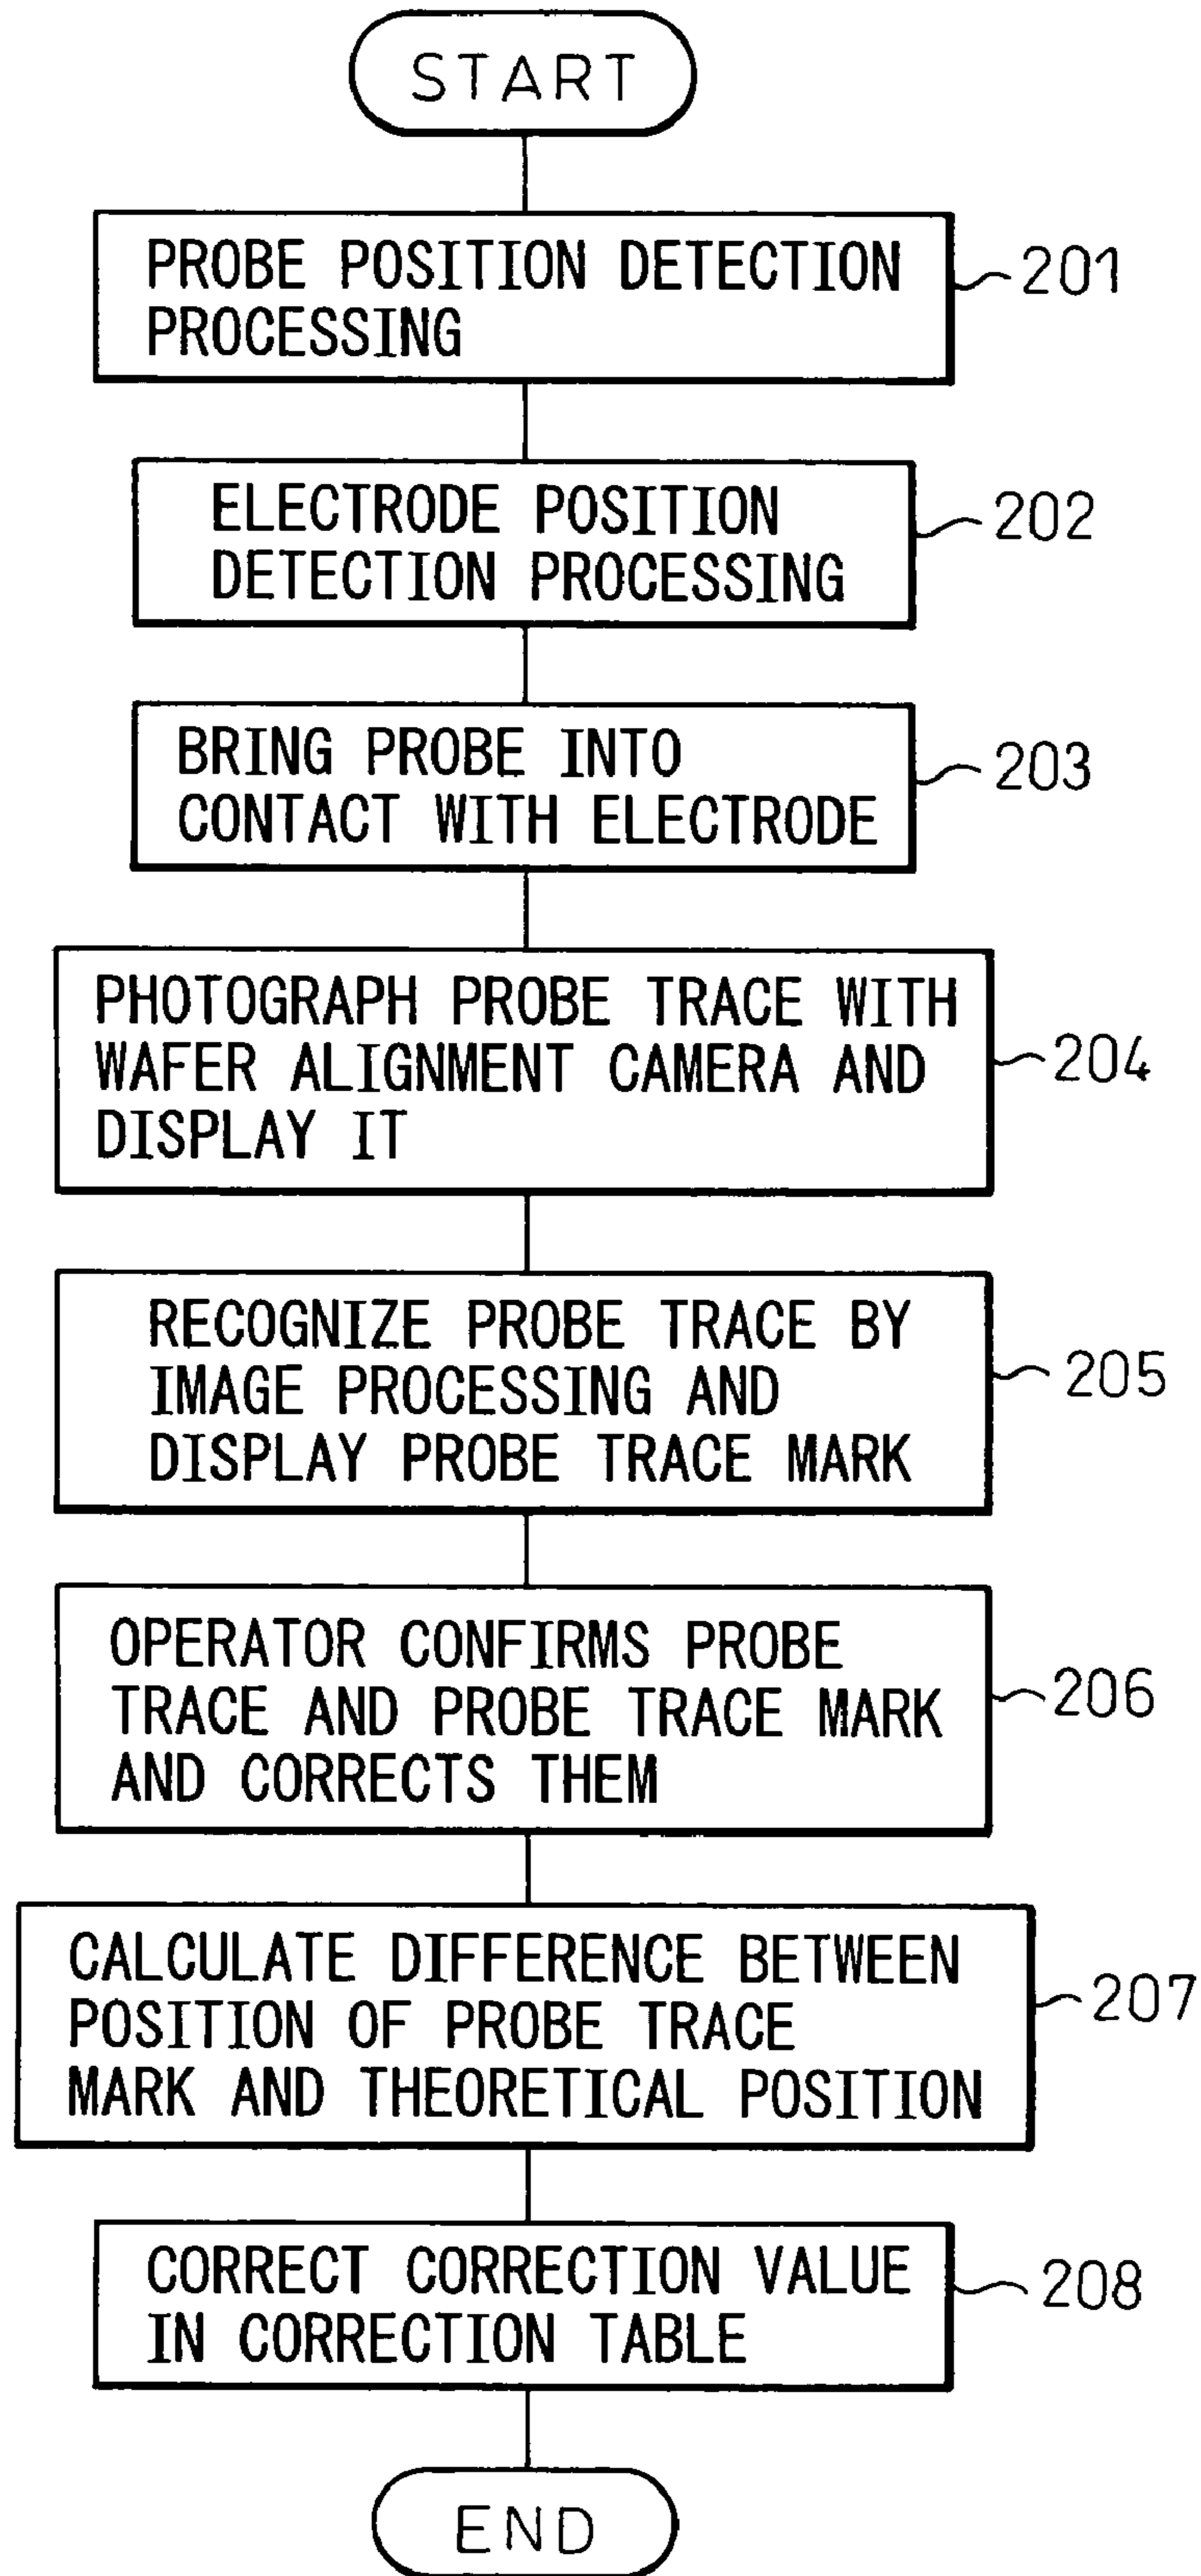 START
PROBE POSITION DETECTION
PROCESSING
201
ELECTRODE POSITION
DETECTION PROCESSING
202
BRING PROBE INTO
CONTACT WITH ELECTRODE
203
PHOTOGRAPH PROBE TRACE WITH
WAFER ALIGNMENT CAMERA AND
DISPLAY IT
204
RECOGNIZE PROBE TRACE BY
IMAGE PROCESSING AND
DISPLAY PROBE TRACE MARK
205
OPERATOR CONFIRMS PROBE
TRACE AND PROBE TRACE MARK
AND CORRECTS THEM
206
CALCULATE DIFFERENCE BETWEEN
POSITION OF PROBE TRACE
MARK AND THEORETICAL POSITION
207
CORRECT CORRECTION VALUE
IN CORRECTION TABLE
208
END